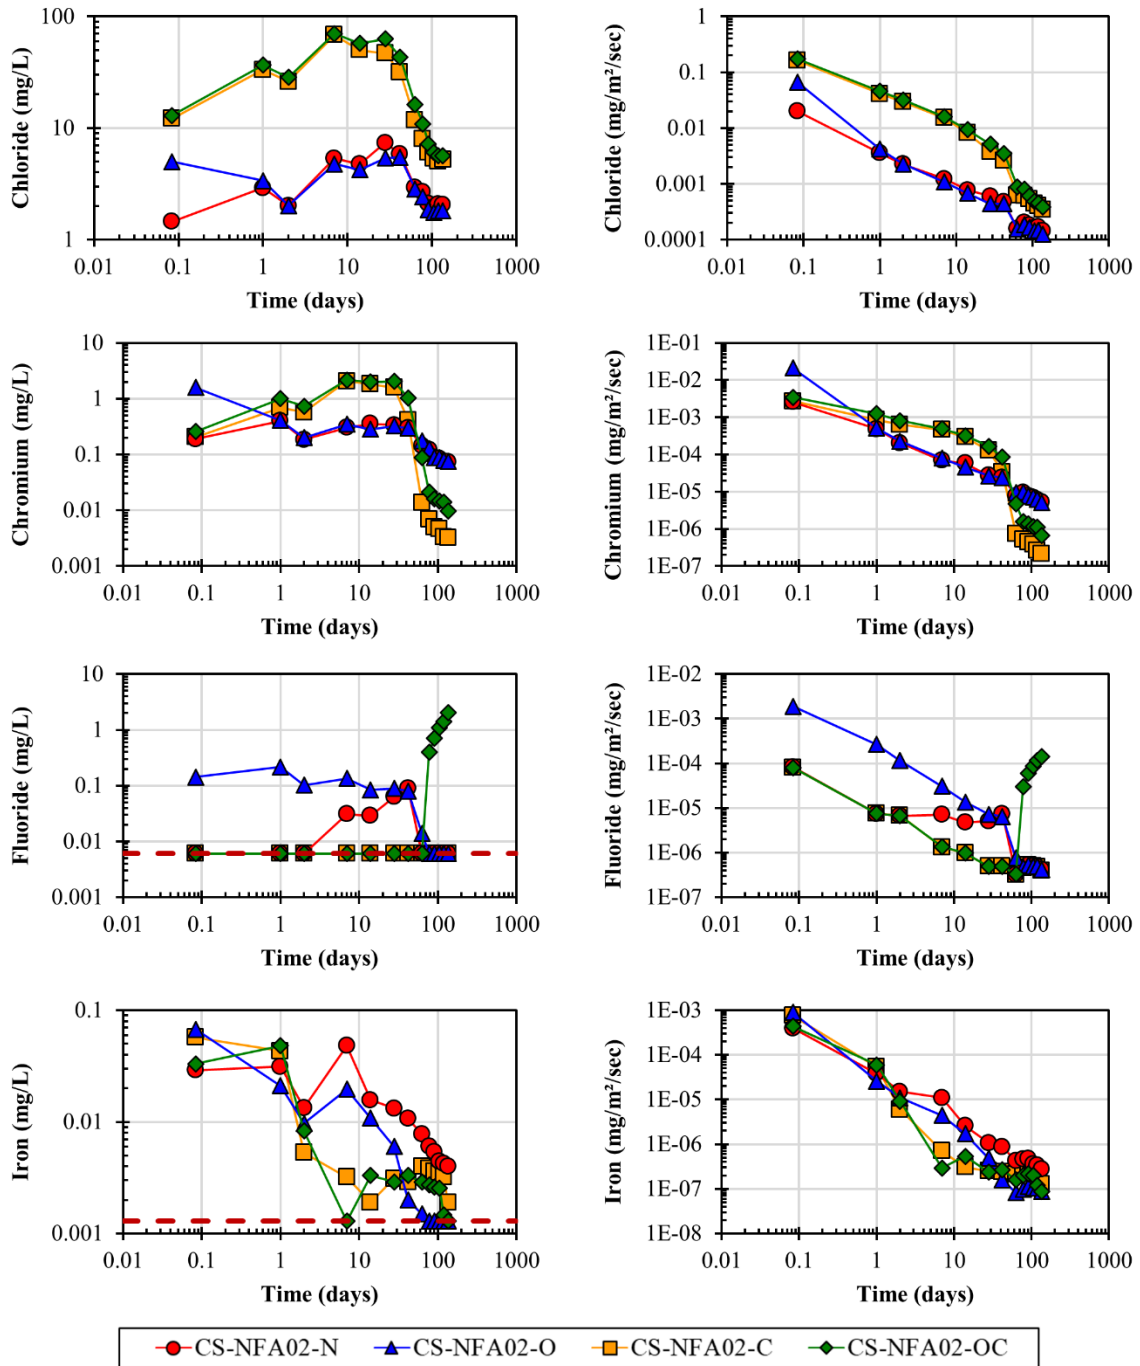 Chloride (mg/L)
100
10
1
0.01 0.1 1 10 100 1000
Time (days)
Chloride (mg/m²/sec)
1
0.1
0.01
0.001
0.0001
0.01 0.1 1 10 100 1000
Time (days)
Chromium (mg/L)
10
1
0.1
0.01
0.001
0.01 0.1 1 10 100 1000
Time (days)
Chromium (mg/m²/sec)
1E-01
1E-02
1E-03
1E-04
1E-05
1E-06
1E-07
0.01 0.1 1 10 100 1000
Time (days)
Fluoride (mg/L)
10
1
0.1
0.01
0.001
0.01 0.1 1 10 100 1000
Time (days)
Fluoride (mg/m²/sec)
1E-02
1E-03
1E-04
1E-05
1E-06
1E-07
0.01 0.1 1 10 100 1000
Time (days)
Iron (mg/L)
0.1
0.01
0.001
0.01 0.1 1 10 100 1000
Time (days)
Iron (mg/m²/sec)
1E-03
1E-04
1E-05
1E-06
1E-07
1E-08
0.01 0.1 1 10 100 1000
Time (days)
CS-NFA02-N CS-NFA02-O CS-NFA02-C CS-NFA02-OC